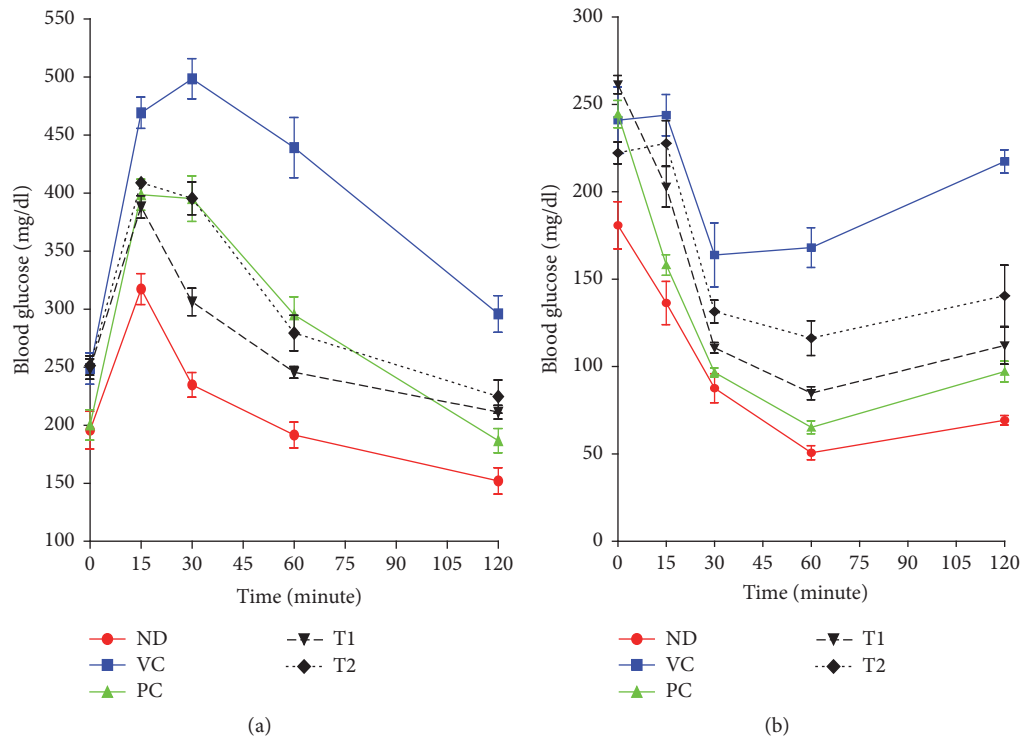 550
500
450
400
350
300
250
200
150
100
Blood glucose (mg/dl)
0 15 30 45 60 75 90 105 120
Time (minute)
ND
VC
PC
T1
T2
(a)
300
250
200
150
100
50
0
Blood glucose (mg/dl)
0 15 30 45 60 75 90 105 120
Time (minute)
ND
VC
PC
T1
T2
(b)